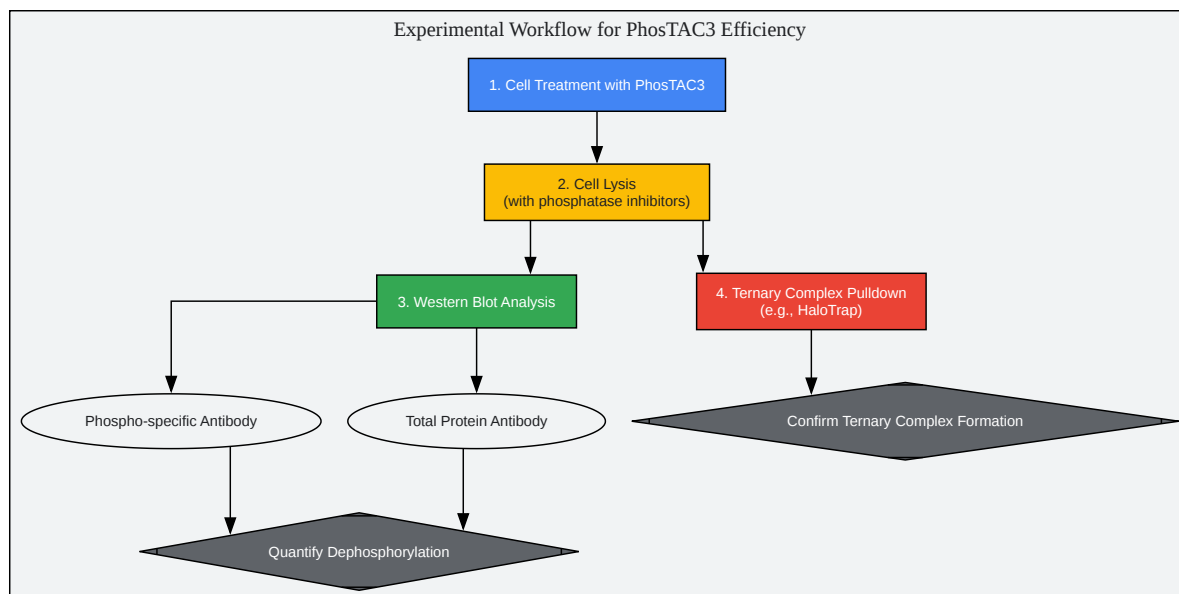 Experimental Workflow for PhosTAC3 Efficiency
1. Cell Treatment with PhosTAC3
2. Cell Lysis
(with phosphatase inhibitors)
3. Western Blot Analysis
4. Ternary Complex Pulldown
(e.g., HaloTrap)
Phospho-specific Antibody
Total Protein Antibody
Confirm Ternary Complex Formation
Quantify Dephosphorylation